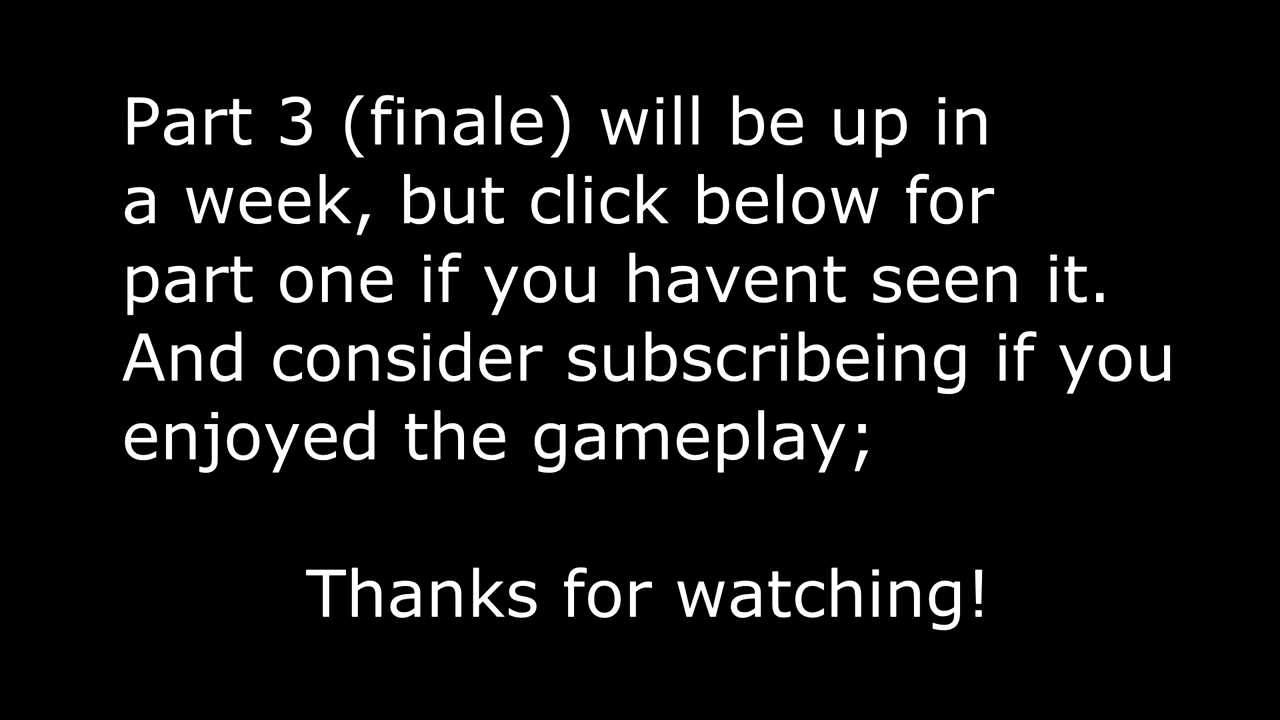 Part 3 (finale) will be up in
a week, but click below for
part one if you havent seen it.
And consider subscribeing if you
enjoyed the gameplay;
Thanks for watching!